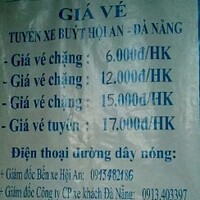 GIÁ VÉ
TUYẾN XE BUÝT HỘI AN - ĐÀ NẴNG
- Giá vé chặng : 6.000đ/HK
- Giá vé chặng : 12.000đ/HK
- Giá vé chặng : 15.000đ/HK
- Giá vé tuyến : 17.000đ/HK
Điện thoại đường dây nóng:
+ Giám đốc Bến xe Hội An : 0913482186
+ Giám đốc Công ty CP xe khách Đà Nẵng: 0913.403397